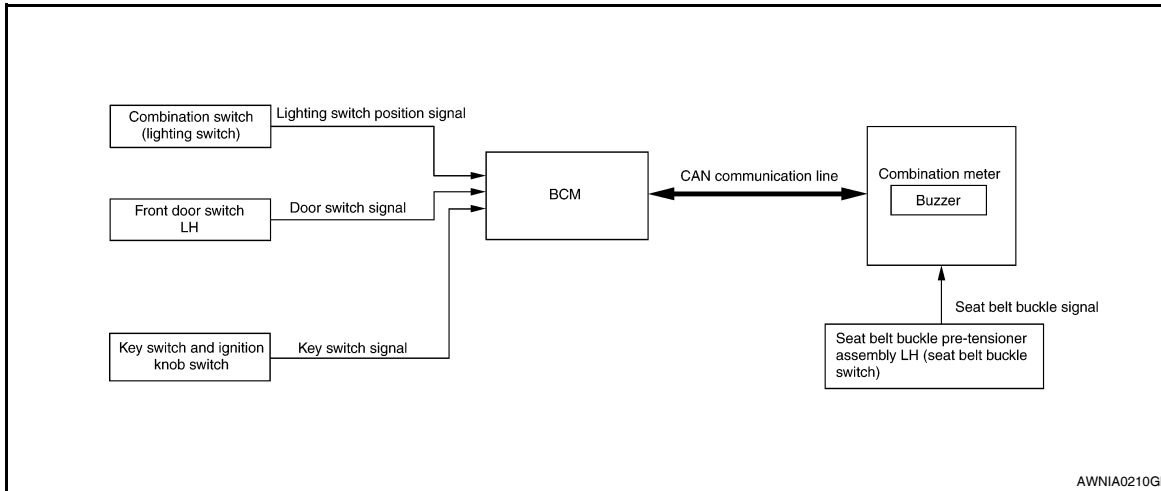 Combination switch
(lighting switch)
Lighting switch position signal
Front door switch
LH
Door switch signal
Key switch and ignition
knob switch
Key switch signal
BCM
CAN communication line
Combination meter
Buzzer
Seat belt buckle signal
Seat belt buckle pre-tensioner
assembly LH (seat belt buckle
switch)
AWNIA0210G